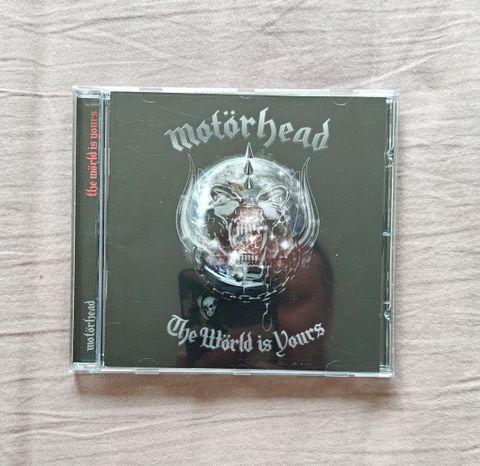 motörhead
The Wörld is Yours
the wörld is yours
motörhead